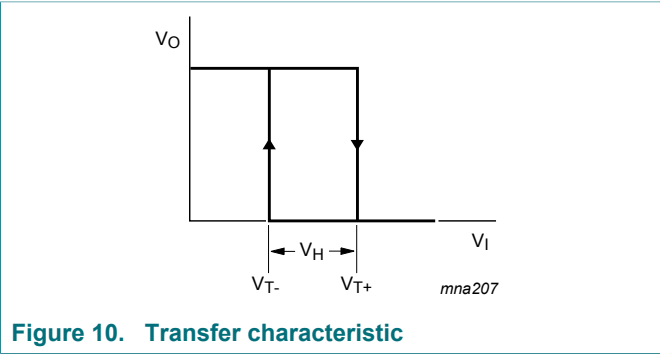 VO
VH
VI
VT-
VT+
mna207
Figure 10. Transfer characteristic